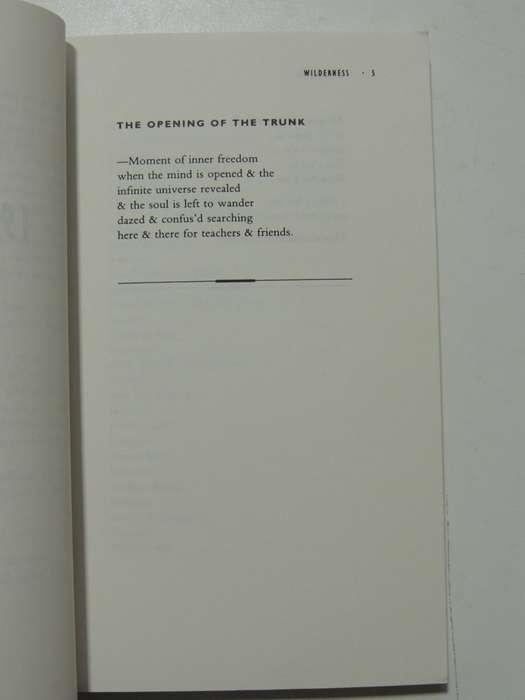 WILDERNESS · 5
THE OPENING OF THE TRUNK
—Moment of inner freedom
when the mind is opened & the
infinite universe revealed
& the soul is left to wander
dazed & confus'd searching
here & there for teachers & friends.